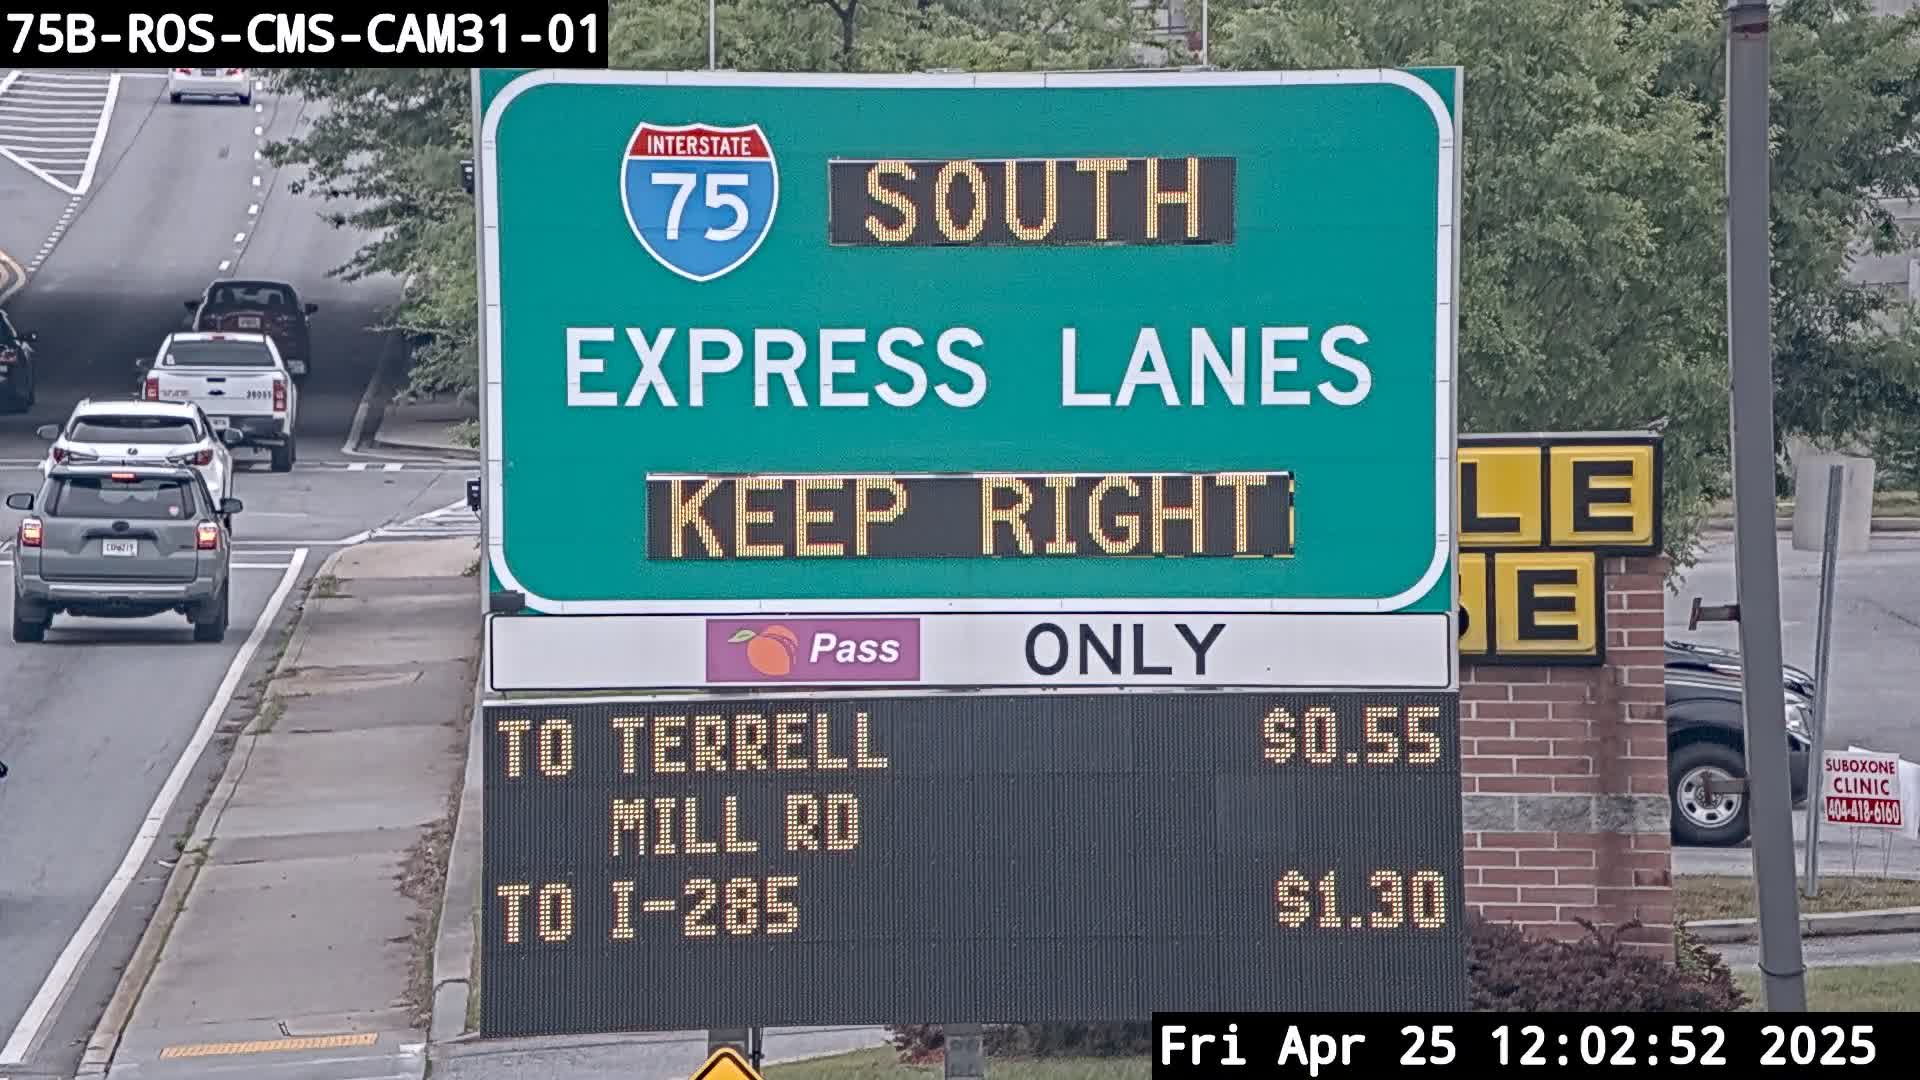 75B-ROS-CMS-CAM31-01
INTERSTATE
75
SOUTH
EXPRESS LANES
KEEP RIGHT
Pass ONLY
TO TERRELL $0.55
MILL RD
TO I-285 $1.30
LE
E
SUBOXONE
CLINIC
404-418-6160
Fri Apr 25 12:02:52 2025